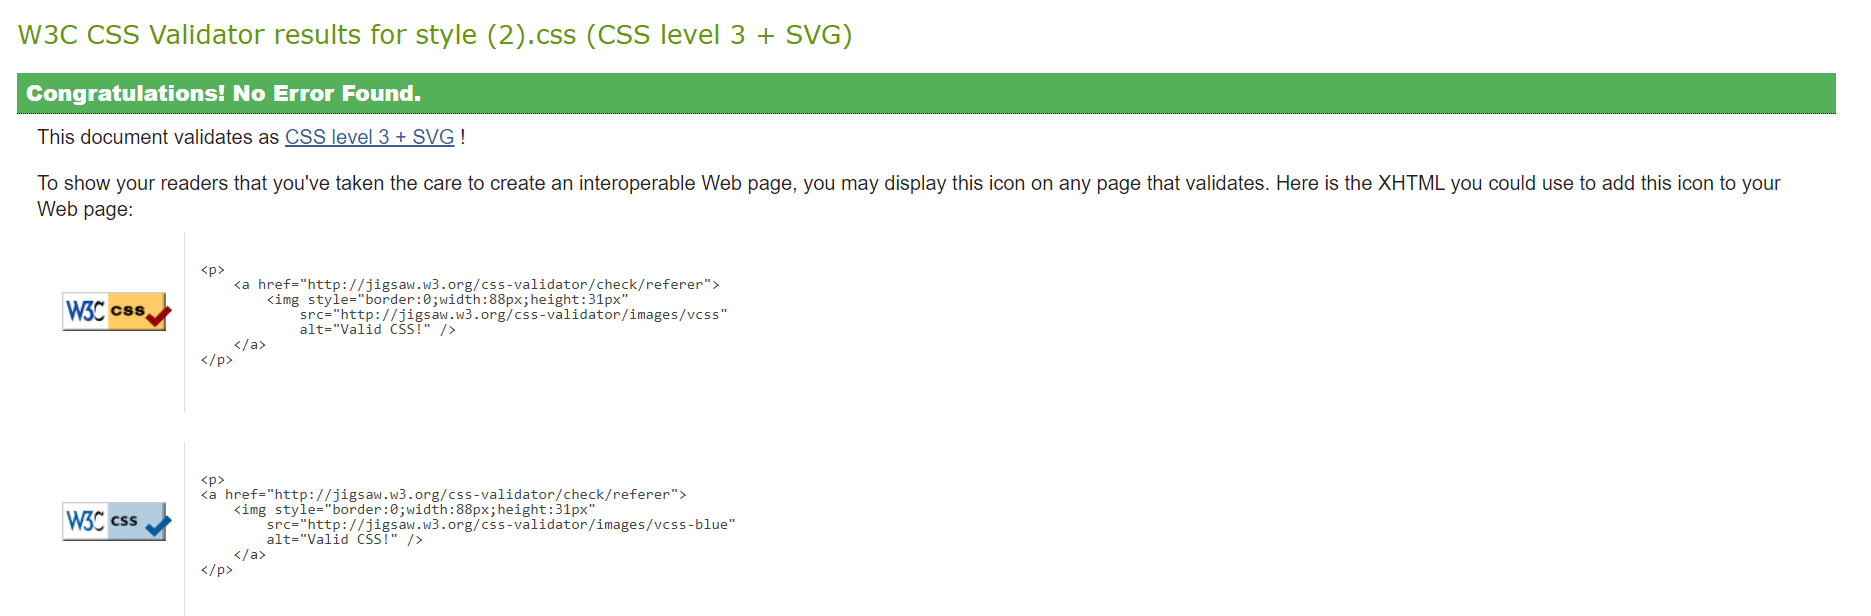 W3C CSS Validator results for style (2).css (CSS level 3 + SVG)
Congratulations! No Error Found.
This document validates as CSS level 3 + SVG !
To show your readers that you've taken the care to create an interoperable Web page, you may display this icon on any page that validates. Here is the XHTML you could use to add this icon to your
Web page:
W3C css
<p>
    <a href="http://jigsaw.w3.org/css-validator/check/referer">
        <img style="border:0;width:88px;height:31px"
            src="http://jigsaw.w3.org/css-validator/images/vcss"
            alt="Valid CSS!" />
    </a>
</p>
W3C css
<p>
<a href="http://jigsaw.w3.org/css-validator/check/referer">
    <img style="border:0;width:88px;height:31px"
        src="http://jigsaw.w3.org/css-validator/images/vcss-blue"
        alt="Valid CSS!" />
    </a>
</p>